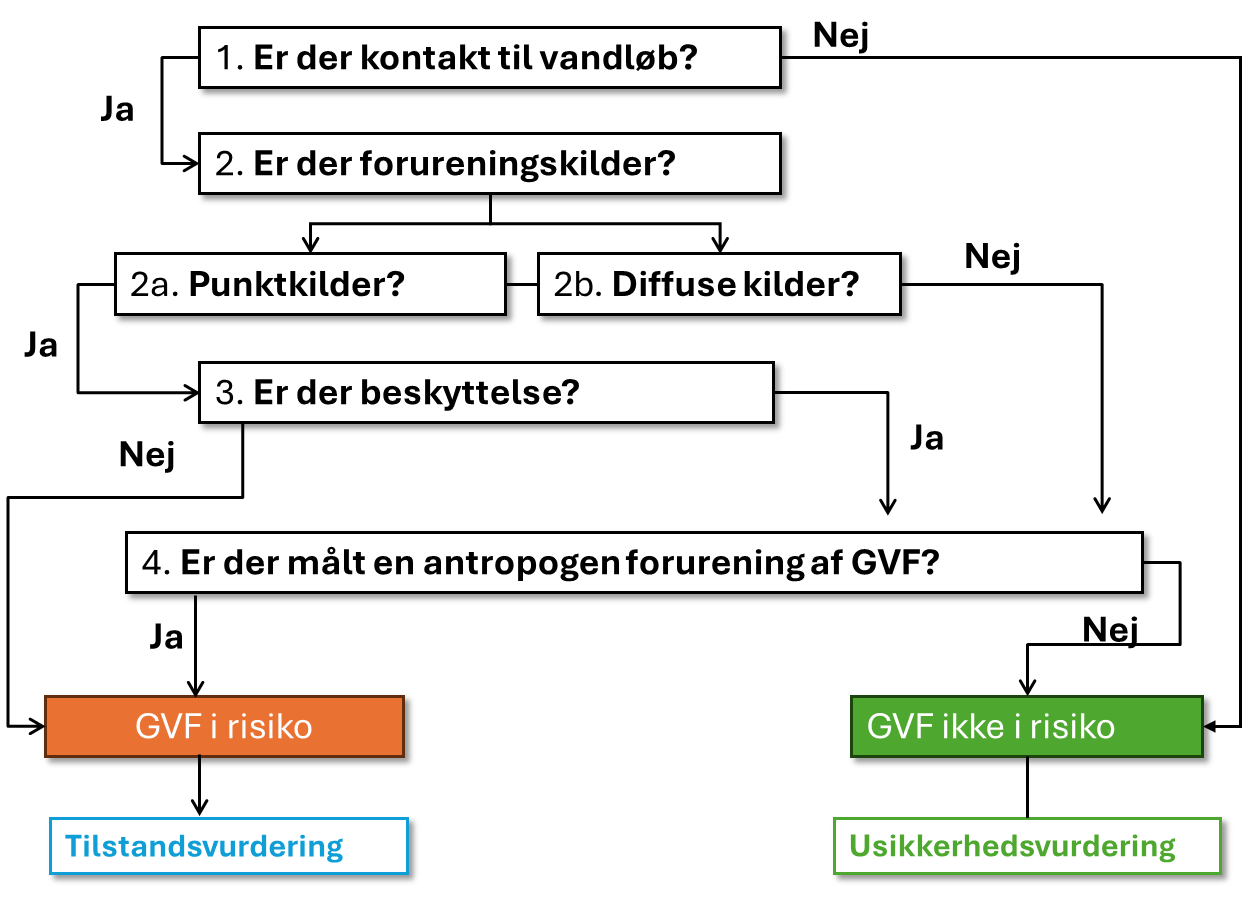 Nej
1. Er der kontakt til vandløb?
Ja
2. Er der forureningskilder?
Nej
2a. Punktkilder?
2b. Diffuse kilder?
Ja
3. Er der beskyttelse?
Ja
Nej
4. Er der målt en antropogen forurening af GVF?
Ja
Nej
GVF i risiko
GVF ikke i risiko
Tilstandsvurdering
Usikkerhedsvurdering